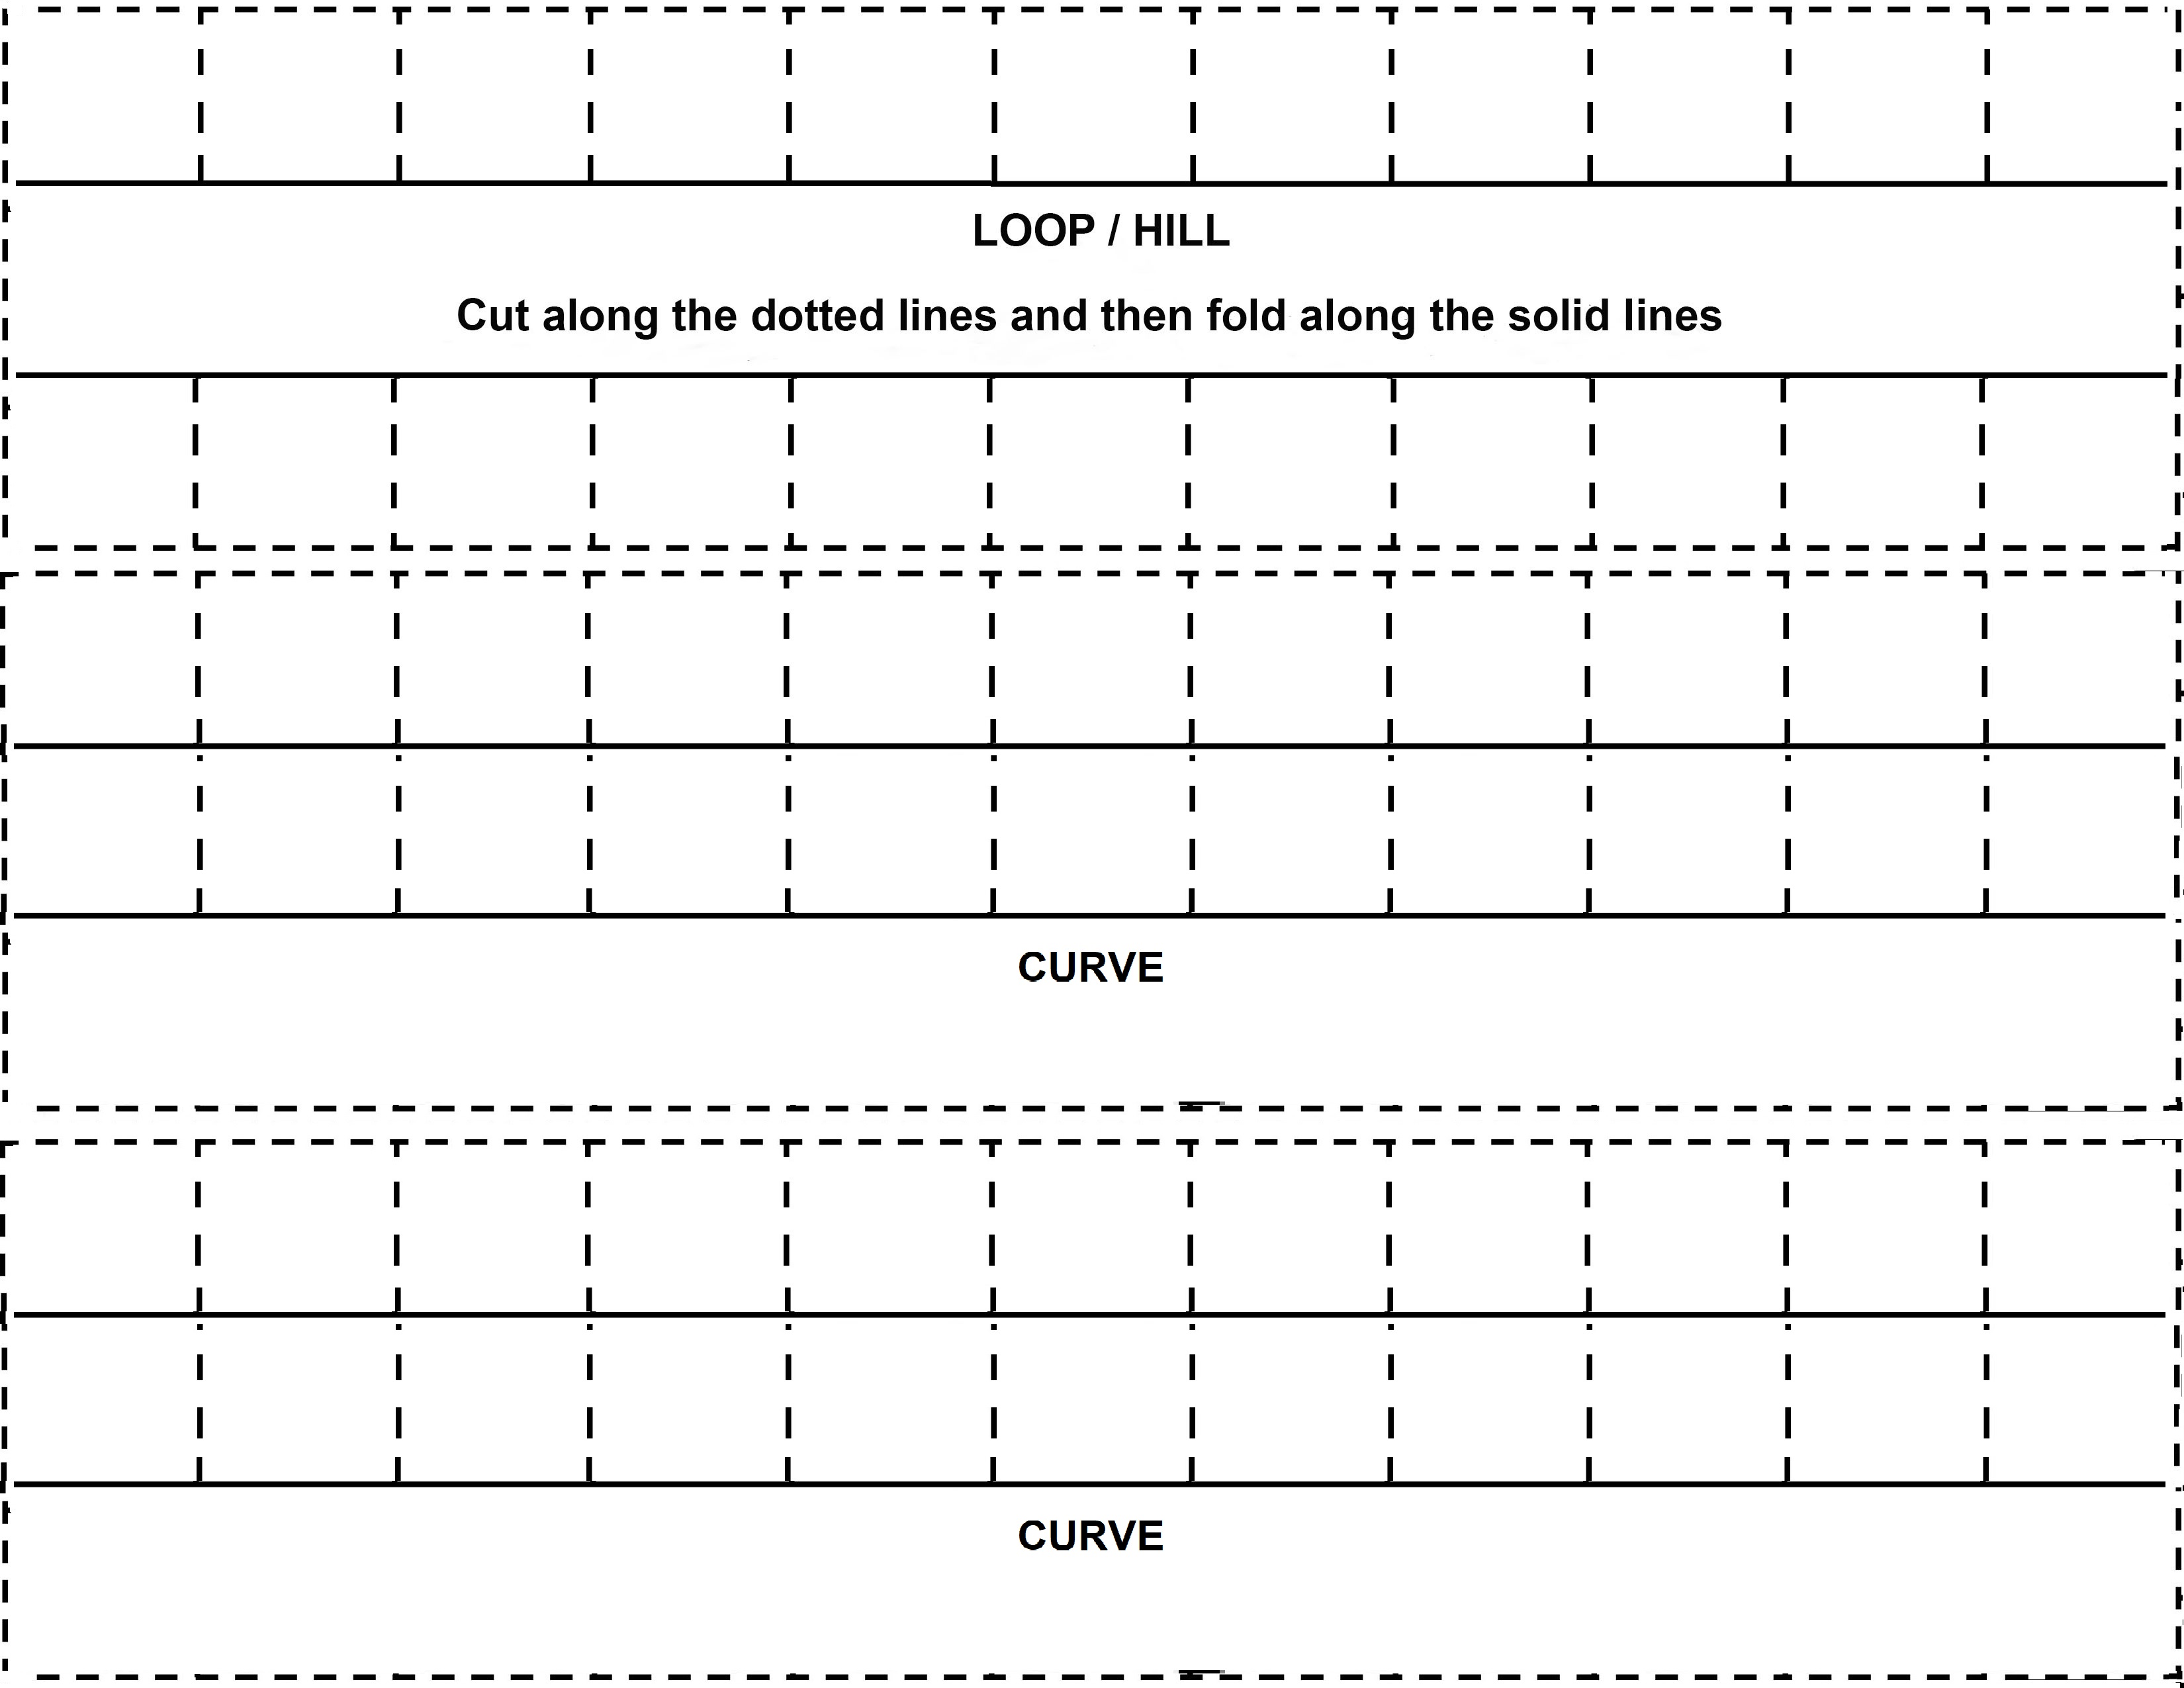 LOOP / HILL
Cut along the dotted lines and then fold along the solid lines
CURVE
CURVE